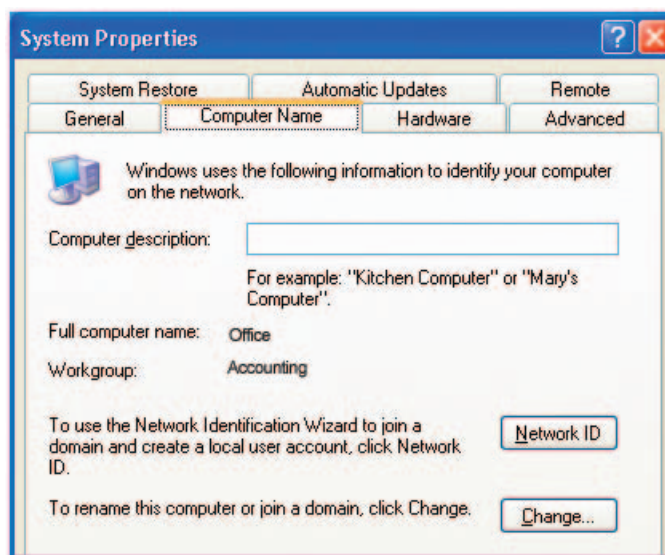 System Properties
System Restore Automatic Updates Remote
General Computer Name Hardware Advanced
Windows uses the following information to identify your computer
on the network.
Computer description:
For example: "Kitchen Computer" or "Mary's
Computer".
Full computer name: Office
Workgroup: Accounting
To use the Network Identification Wizard to join a
domain and create a local user account, click Network
ID.
Network ID
To rename this computer or join a domain, click Change.
Change...